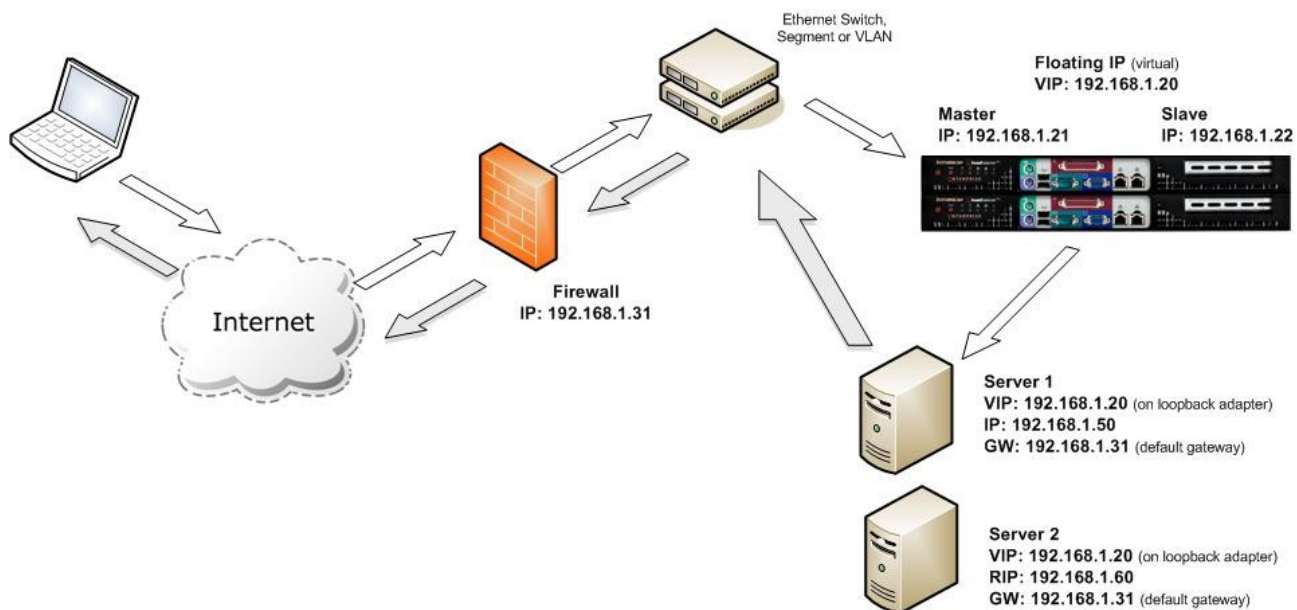 Ethernet Switch,
Segment or VLAN
Floating IP (virtual)
VIP: 192.168.1.20
Master
IP: 192.168.1.21
Slave
IP: 192.168.1.22
Firewall
IP: 192.168.1.31
Internet
Server 1
VIP: 192.168.1.20 (on loopback adapter)
IP: 192.168.1.50
GW: 192.168.1.31 (default gateway)
Server 2
VIP: 192.168.1.20 (on loopback adapter)
RIP: 192.168.1.60
GW: 192.168.1.31 (default gateway)